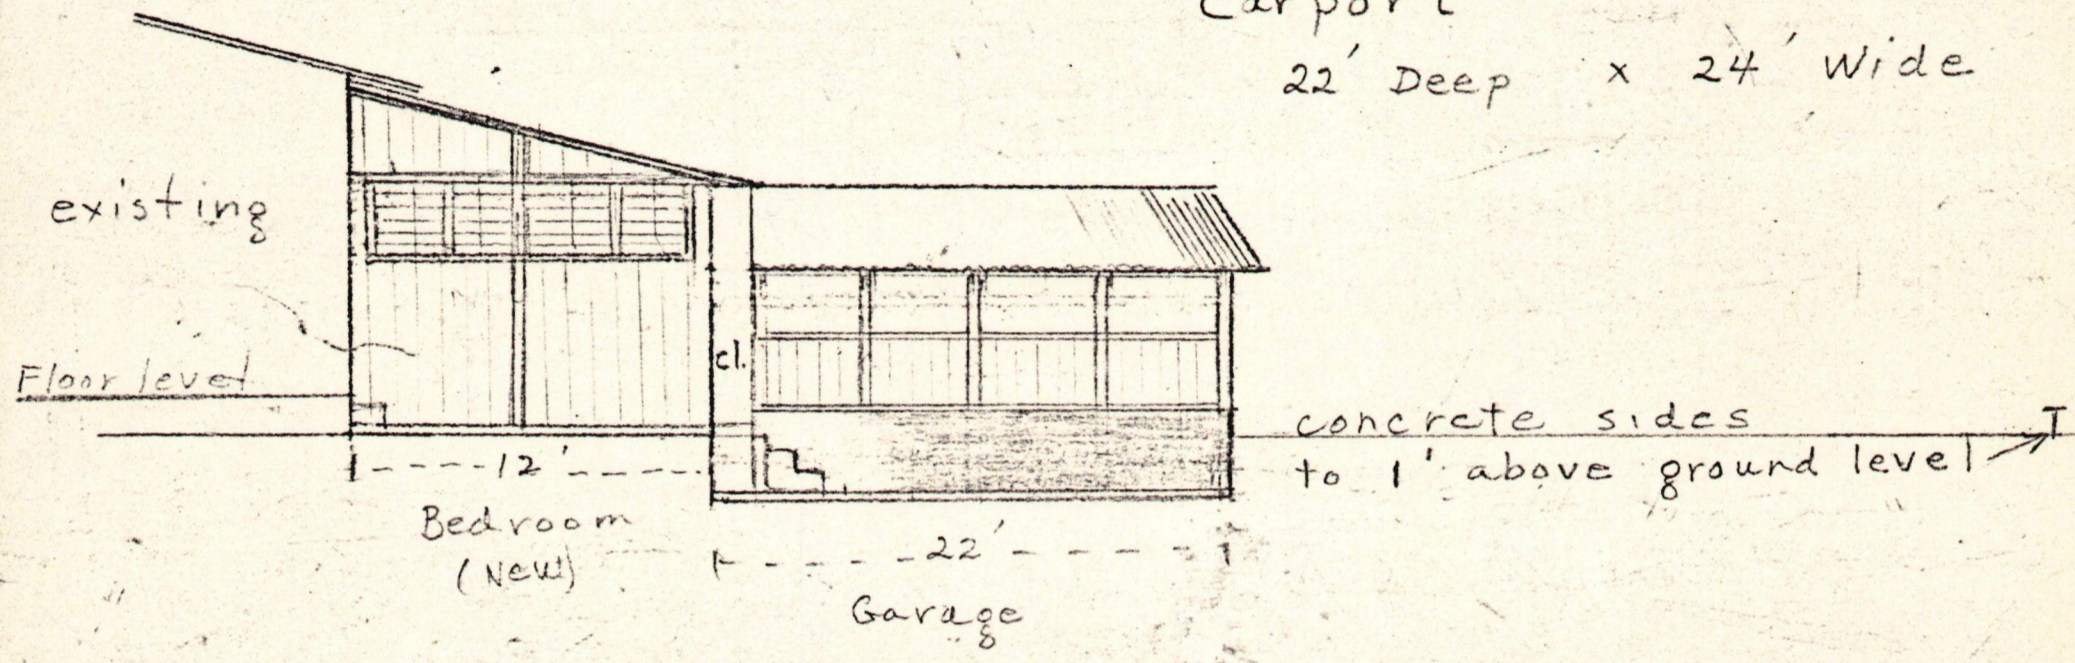 Carport
22' Deep x 24' Wide
existing
Floor level
cl.
concrete sides
to 1' above ground level
12'
Bedroom
(New)
22'
Garage